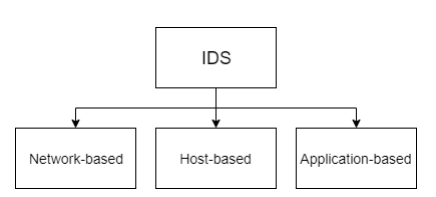 IDS
Network-based
Host-based
Application-based